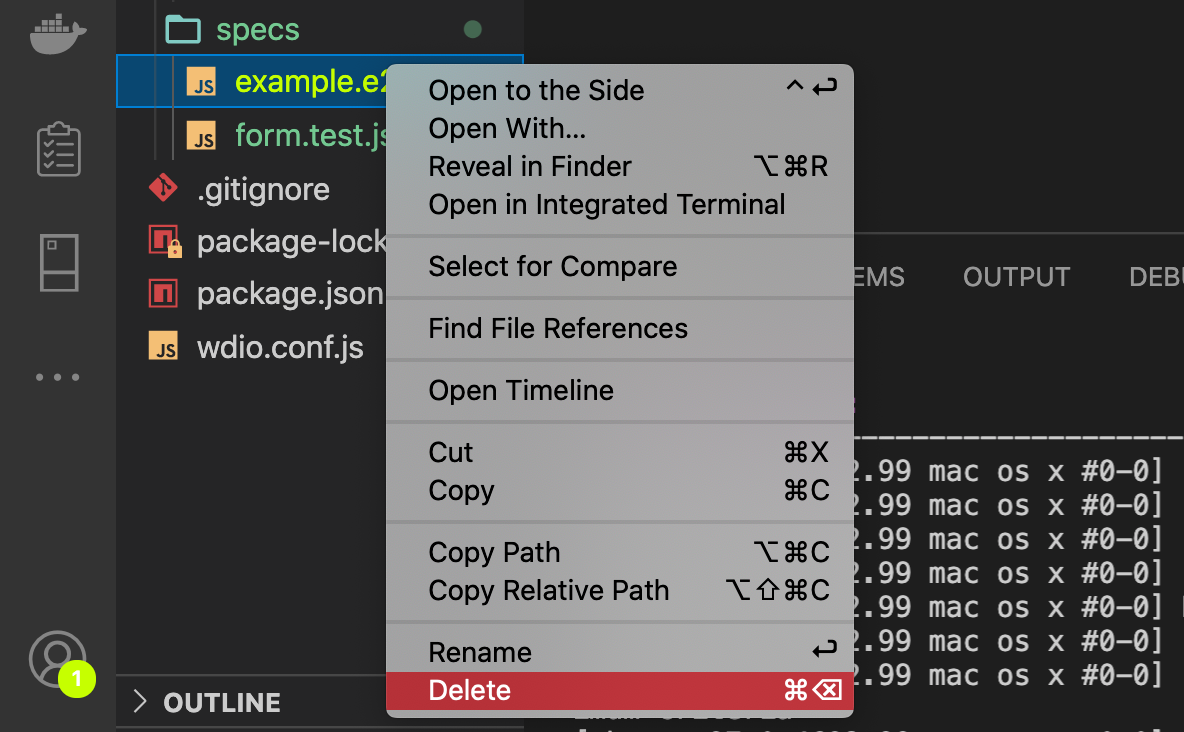 specs
JS example.e2
JS form.test.js
.gitignore
package-lock
package.json
JS wdio.conf.js
1
OUTLINE
Open to the Side ^ ↩
Open With...
Reveal in Finder ⌥⌘R
Open in Integrated Terminal
Select for Compare
Find File References
Open Timeline
Cut ⌘X
Copy ⌘C
Copy Path ⌥⌘C
Copy Relative Path ⌥⇧⌘C
Rename ↩
Delete ⌘⌫
EMS OUTPUT DEBU
2.99 mac os x #0-0]
2.99 mac os x #0-0]
2.99 mac os x #0-0]
2.99 mac os x #0-0]
2.99 mac os x #0-0]
2.99 mac os x #0-0]
2.99 mac os x #0-0]